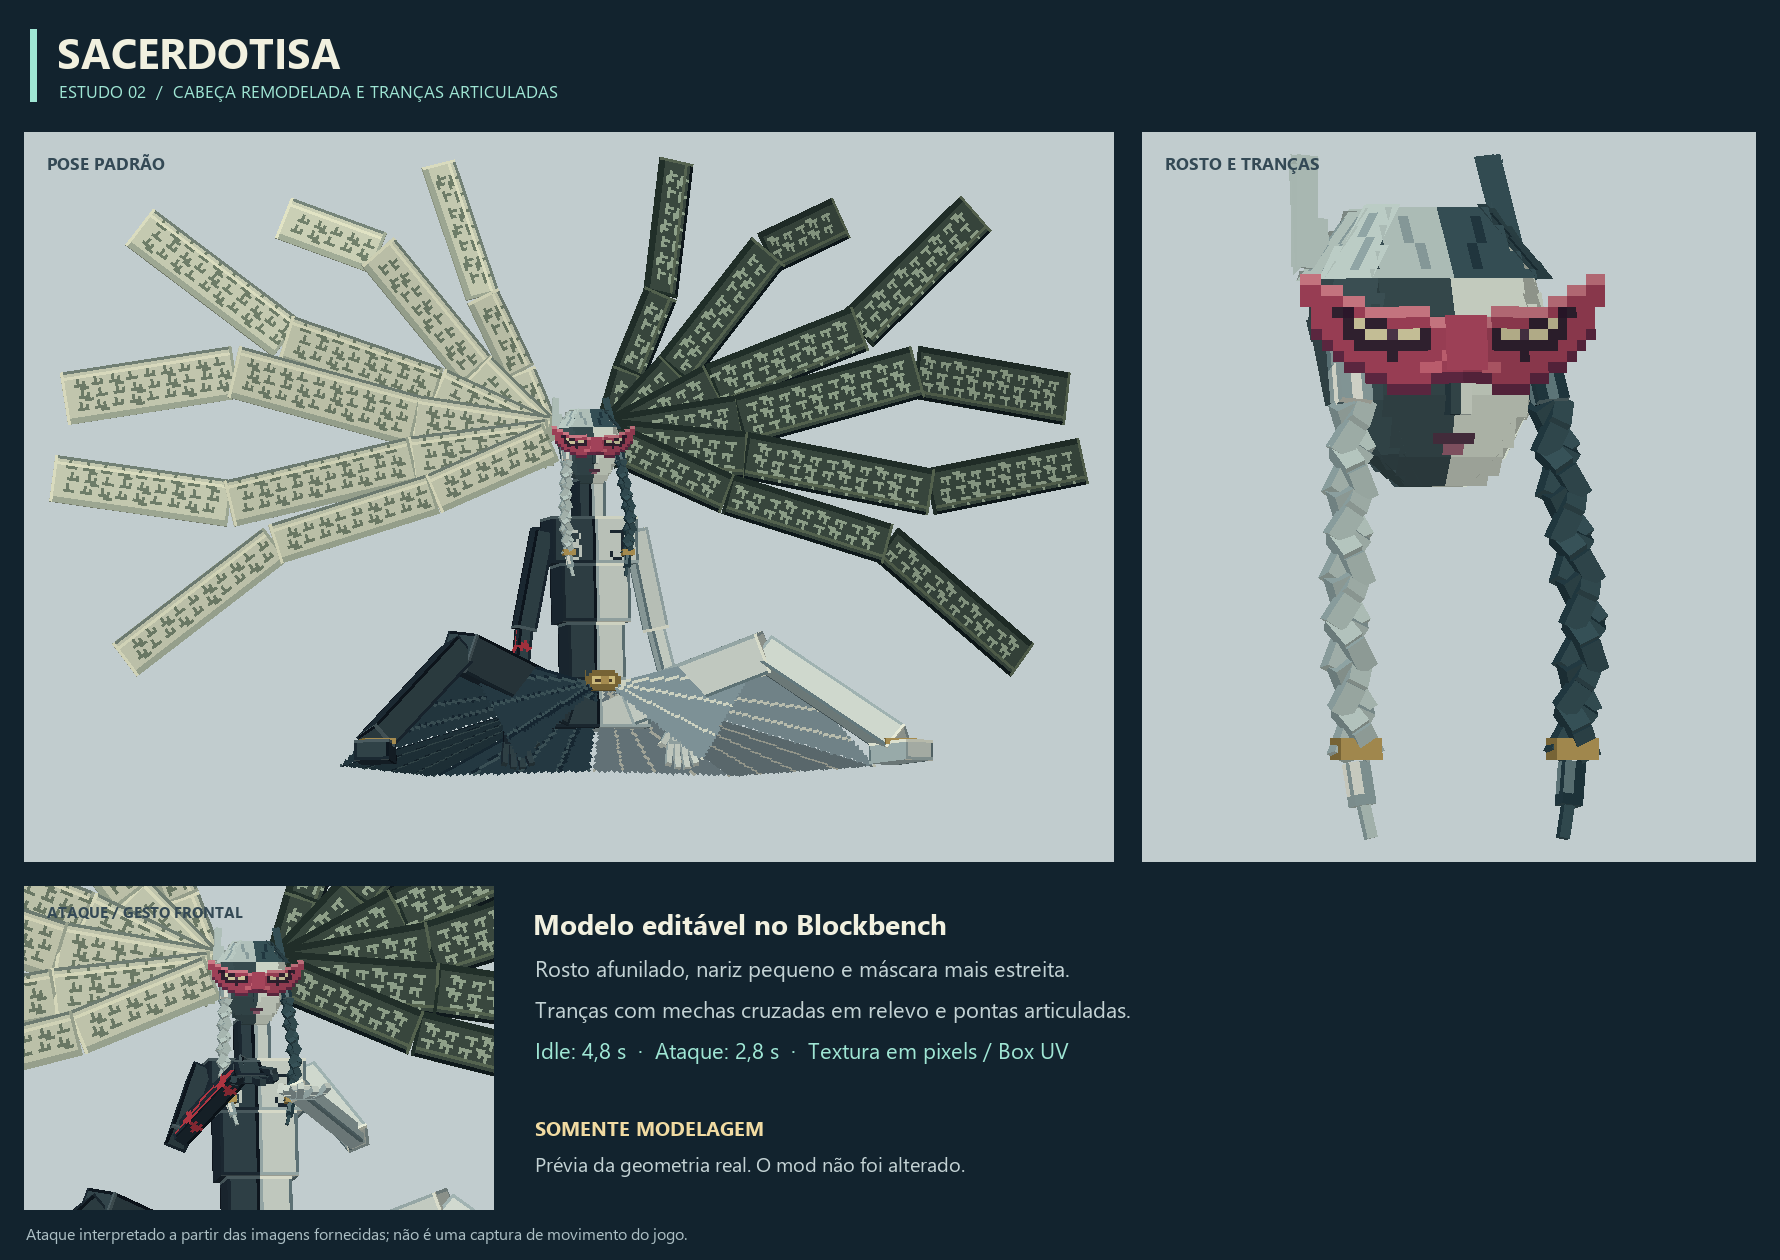 SACERDOTISA
ESTUDO 02 / CABEÇA REMODELADA E TRANÇAS ARTICULADAS
POSE PADRÃO
ROSTO E TRANÇAS
ATAQUE / GESTO FRONTAL
Modelo editável no Blockbench
Rosto afunilado, nariz pequeno e máscara mais estreita.
Tranças com mechas cruzadas em relevo e pontas articuladas.
Idle: 4,8 s · Ataque: 2,8 s · Textura em pixels / Box UV
SOMENTE MODELAGEM
Prévia da geometria real. O mod não foi alterado.
Ataque interpretado a partir das imagens fornecidas; não é uma captura de movimento do jogo.